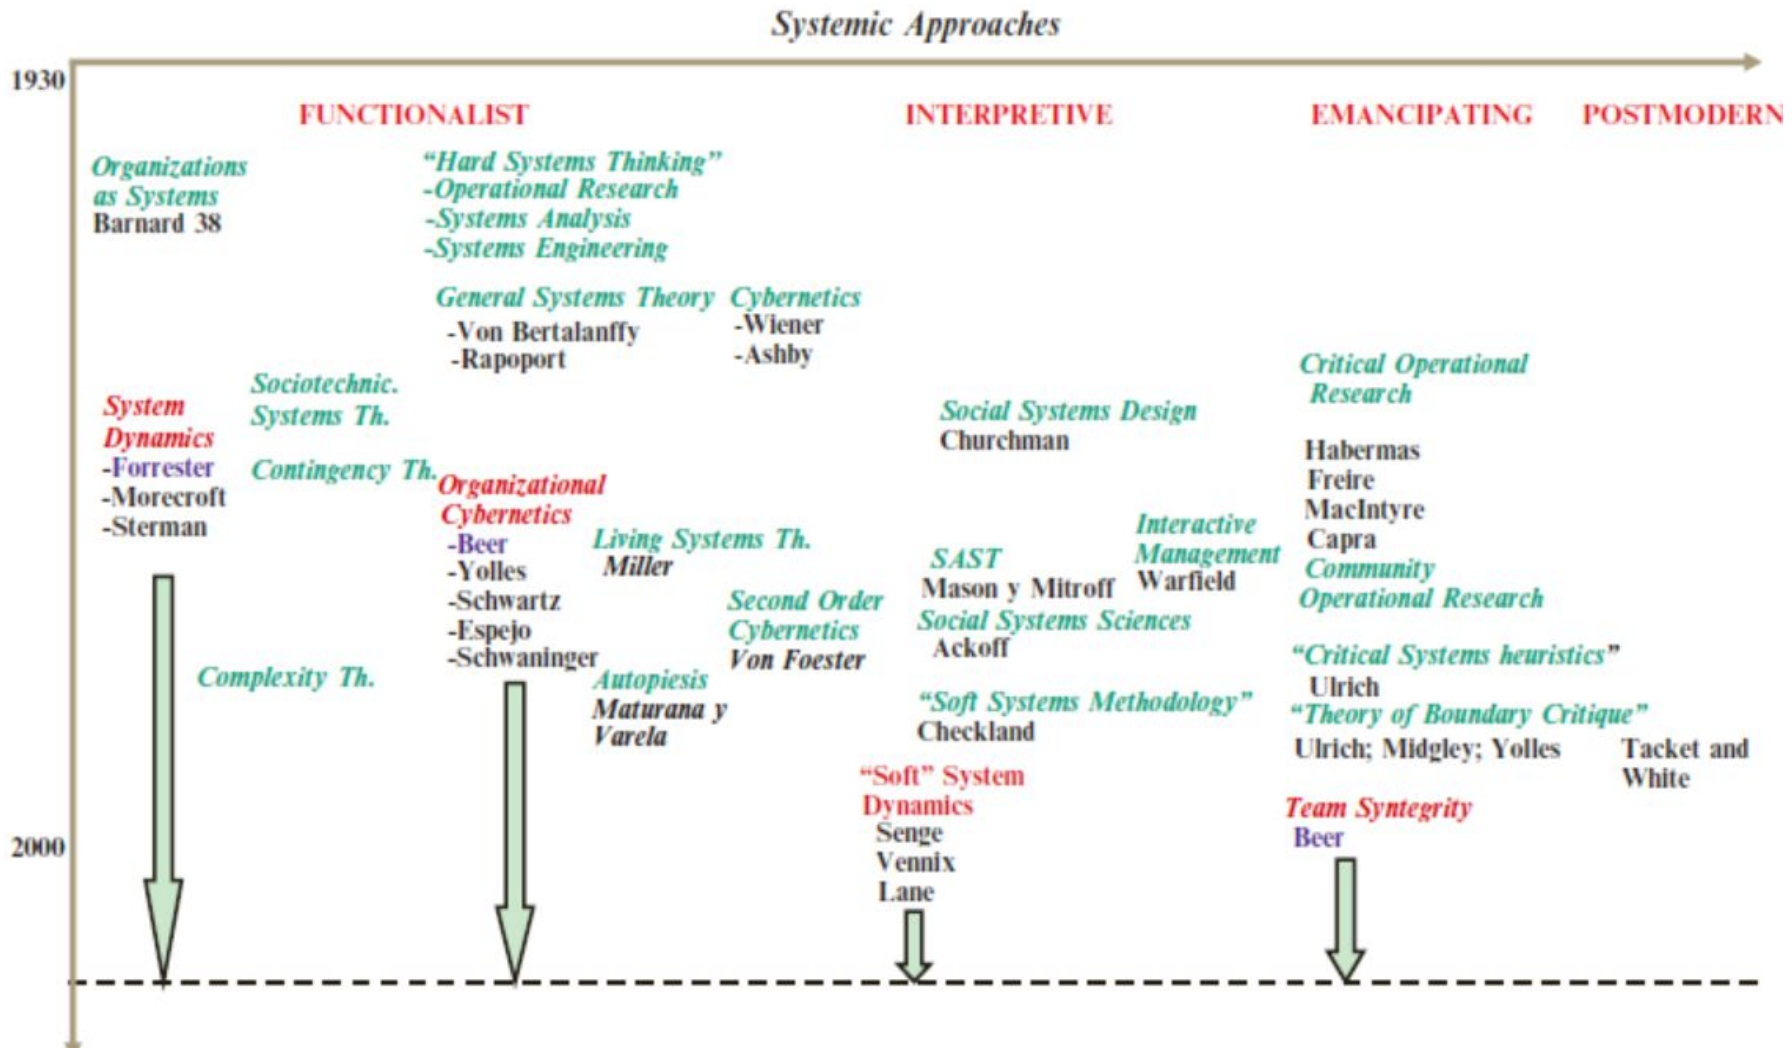 Systemic Approaches
1930
FUNCTIONALIST
INTERPRETIVE
EMANCIPATING
POSTMODERN
Organizations
as Systems
Barnard 38
“Hard Systems Thinking”
-Operational Research
-Systems Analysis
-Systems Engineering
General Systems Theory
-Von Bertalanffy
-Rapoport
Cybernetics
-Wiener
-Ashby
System
Dynamics
-Forrester
-Morecroft
-Sterman
Sociotechnic.
Systems Th.
Contingency Th.
Organizational
Cybernetics
-Beer
-Yolles
-Schwartz
-Espejo
-Schwaninger
Living Systems Th.
Miller
Second Order
Cybernetics
Von Foester
Complexity Th.
Autopiesis
Maturana y
Varela
Social Systems Design
Churchman
SAST
Mason y Mitroff
Interactive
Management
Warfield
Social Systems Sciences
Ackoff
“Soft Systems Methodology”
Checkland
“Soft” System
Dynamics
Senge
Vennix
Lane
Critical Operational
Research
Habermas
Freire
MacIntyre
Capra
Community
Operational Research
“Critical Systems heuristics”
Ulrich
“Theory of Boundary Critique”
Ulrich; Midgley; Yolles
Tacket and
White
Team Syntegrity
Beer
2000